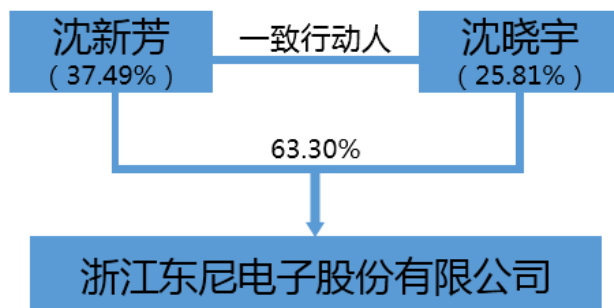 沈新芳
（37.49%）
一致行动人
沈晓宇
（25.81%）
63.30%
浙江东尼电子股份有限公司